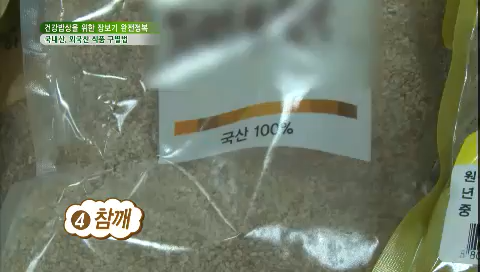 건강밥상을 위한 장보기 완전정복
국내산, 외국산 식품 구별법
국산 100%
④ 참깨
원
년
중